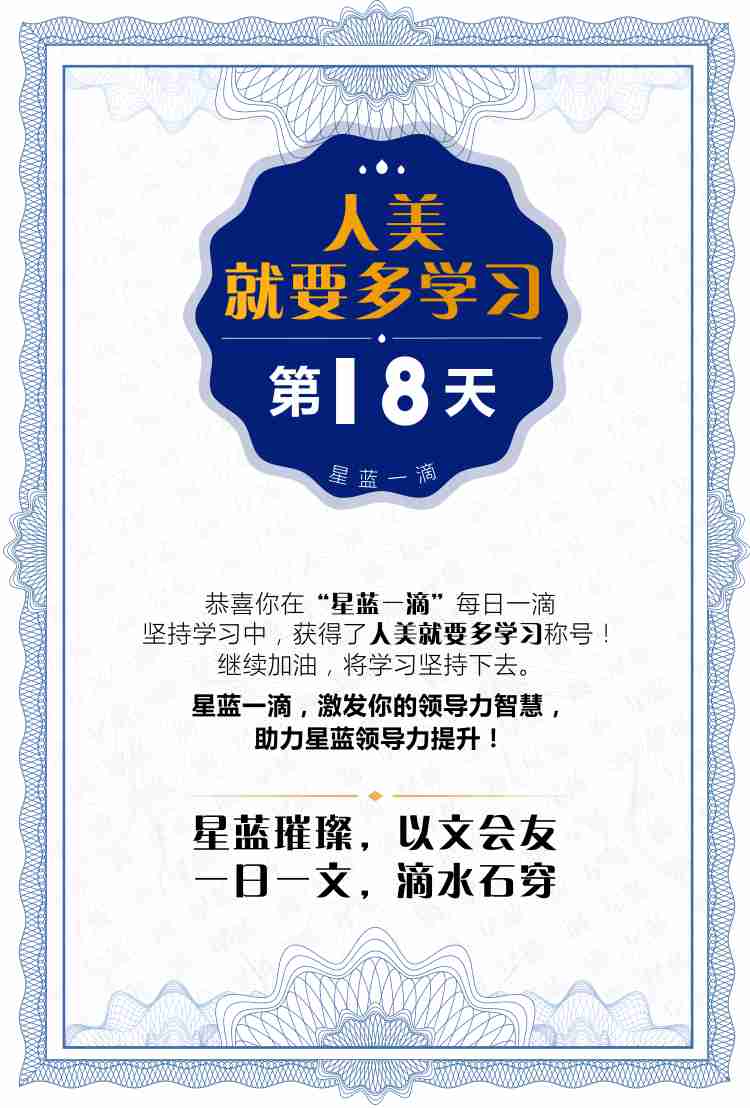 人美
就要多学习
第18天
星蓝一滴
恭喜你在“星蓝一滴”每日一滴
坚持学习中，获得了人美就要多学习称号！
继续加油，将学习坚持下去。
星蓝一滴，激发你的领导力智慧，
助力星蓝领导力提升！
星蓝璀璨，以文会友
一日一文，滴水石穿